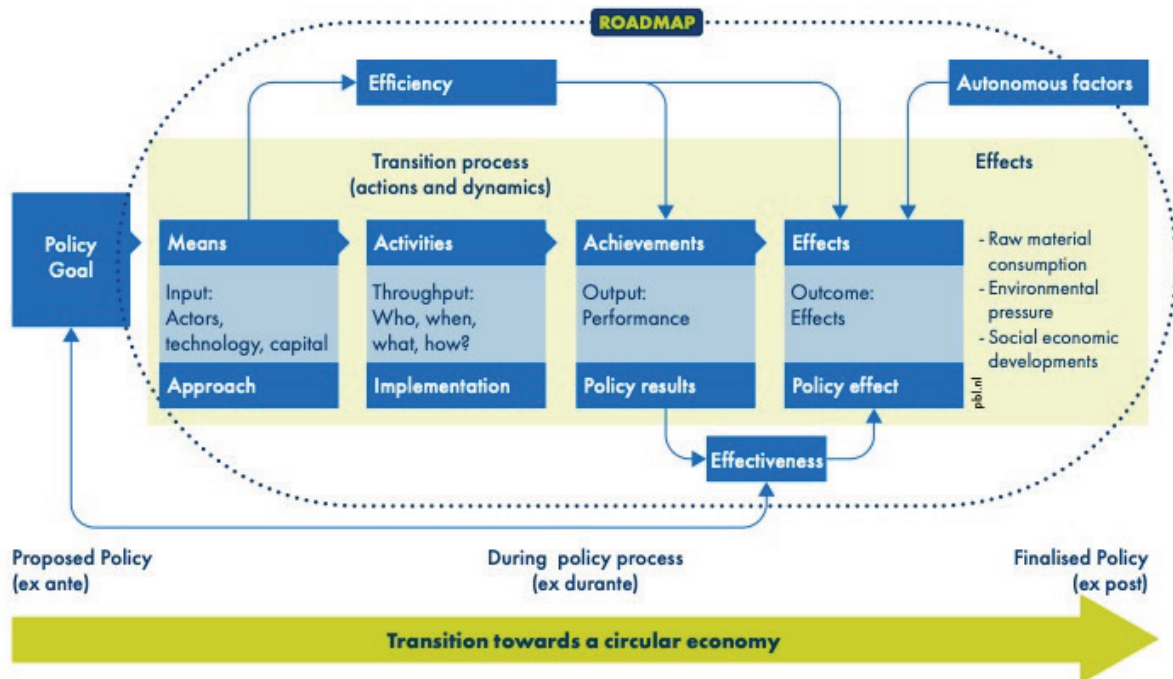 ROADMAP
Efficiency
Autonomous factors
Transition process
(actions and dynamics)
Effects
Policy
Goal
Means
Input:
Actors,
technology, capital
Approach
Activities
Throughput:
Who, when,
what, how?
Implementation
Achievements
Output:
Performance
Policy results
Effects
Outcome:
Effects
Policy effect
- Raw material
consumption
- Environmental
pressure
- Social economic
developments
pbl.nl
Effectiveness
Proposed Policy
(ex ante)
During policy process
(ex durante)
Finalised Policy
(ex post)
Transition towards a circular economy